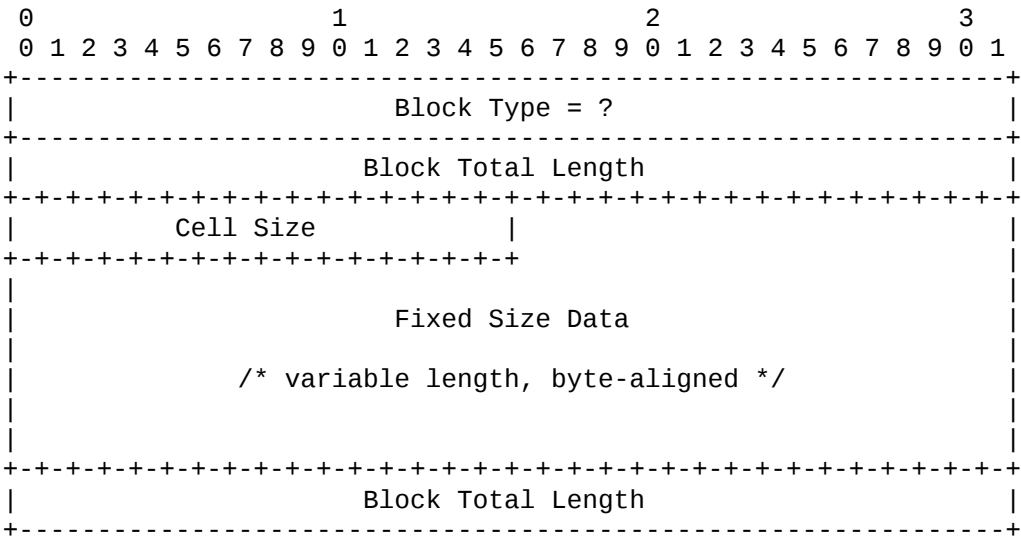 0                   1                   2                   3
 0 1 2 3 4 5 6 7 8 9 0 1 2 3 4 5 6 7 8 9 0 1 2 3 4 5 6 7 8 9 0 1
+---------------------------------------------------------------+
|                        Block Type = ?                         |
+---------------------------------------------------------------+
|                      Block Total Length                       |
+-+-+-+-+-+-+-+-+-+-+-+-+-+-+-+-+-+-+-+-+-+-+-+-+-+-+-+-+-+-+-+-+
|          Cell Size            |                               |
+-+-+-+-+-+-+-+-+-+-+-+-+-+-+-+-+                               |
|                                                               |
|                        Fixed Size Data                        |
|                                                               |
|              /* variable length, byte-aligned */              |
|                                                               |
|                                                               |
+-+-+-+-+-+-+-+-+-+-+-+-+-+-+-+-+-+-+-+-+-+-+-+-+-+-+-+-+-+-+-+-+
|                      Block Total Length                       |
+---------------------------------------------------------------+